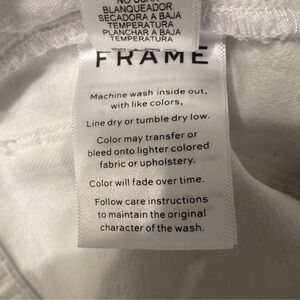 BLANQUEADOR
SECADORA A BAJA
TEMPERATURA
PLANCHAR A BAJA
TEMPERATURA
FRAME
Machine wash inside out,
with like colors,
Line dry or tumble dry low.
Color may transfer or
bleed onto lighter colored
fabric or upholstery.
Color will fade over time.
Follow care instructions
to maintain the original
character of the wash.